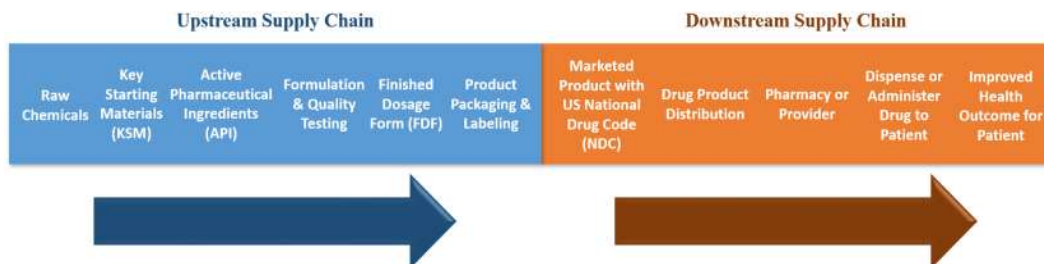 Upstream Supply Chain
Downstream Supply Chain
Raw
Chemicals
Key
Starting
Materials
(KSM)
Active
Pharmaceutical
Ingredients
(API)
Formulation
& Quality
Testing
Finished
Dosage
Form (FDF)
Product
Packaging &
Labeling
Marketed
Product with
US National
Drug Code
(NDC)
Drug Product
Distribution
Pharmacy or
Provider
Dispense or
Administer
Drug to
Patient
Improved
Health
Outcome for
Patient